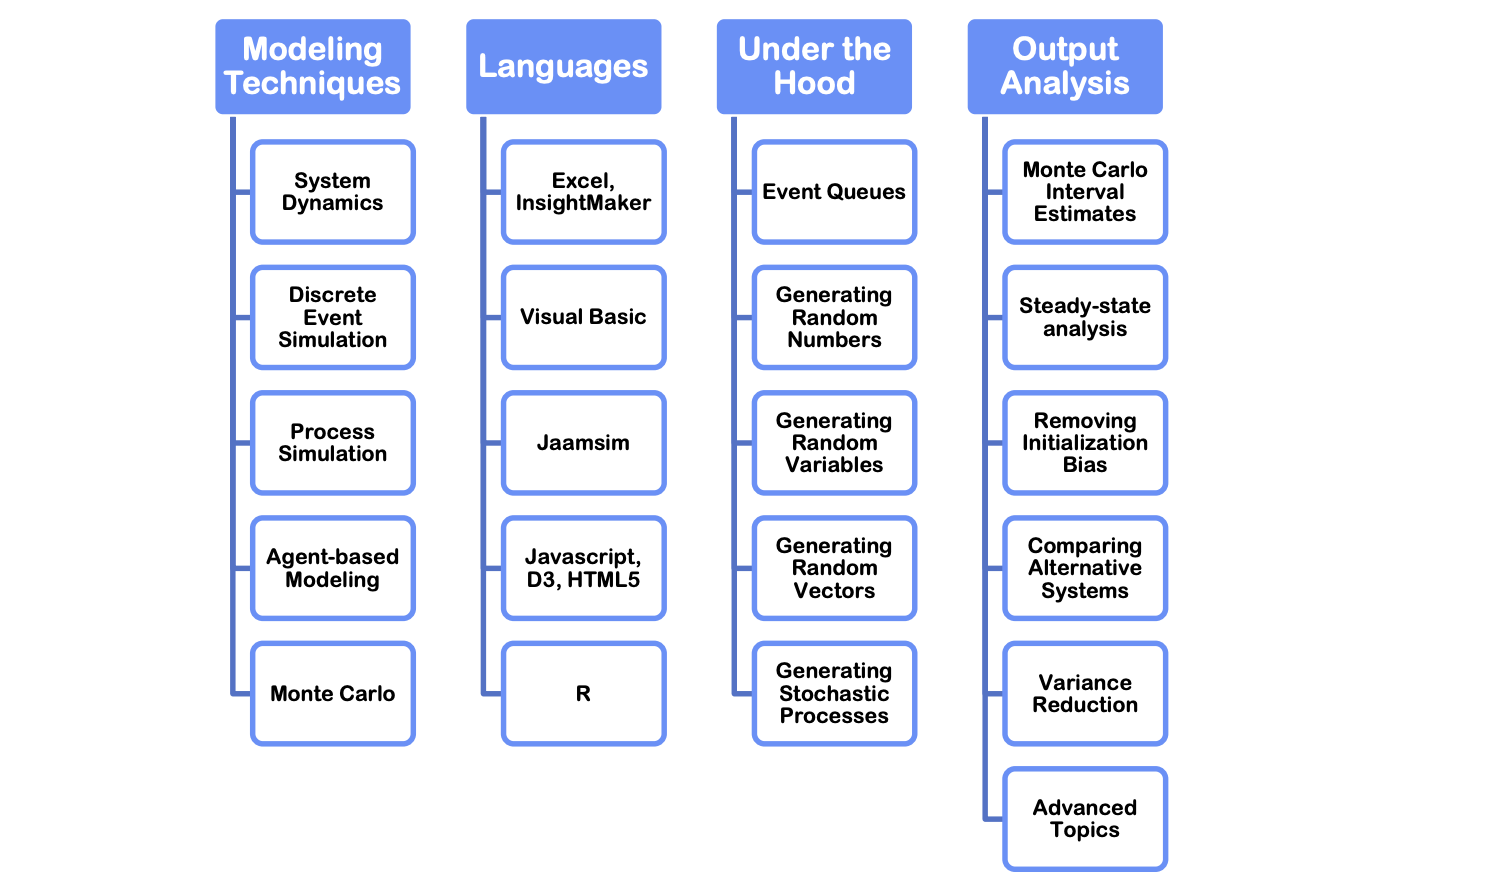 Modeling
Techniques
System
Dynamics
Discrete
Event
Simulation
Process
Simulation
Agent-based
Modeling
Monte Carlo
Languages
Excel,
InsightMaker
Visual Basic
Jaamsim
Javascript,
D3, HTML5
R
Under the
Hood
Event Queues
Generating
Random
Numbers
Generating
Random
Variables
Generating
Random
Vectors
Generating
Stochastic
Processes
Output
Analysis
Monte Carlo
Interval
Estimates
Steady-state
analysis
Removing
Initialization
Bias
Comparing
Alternative
Systems
Variance
Reduction
Advanced
Topics